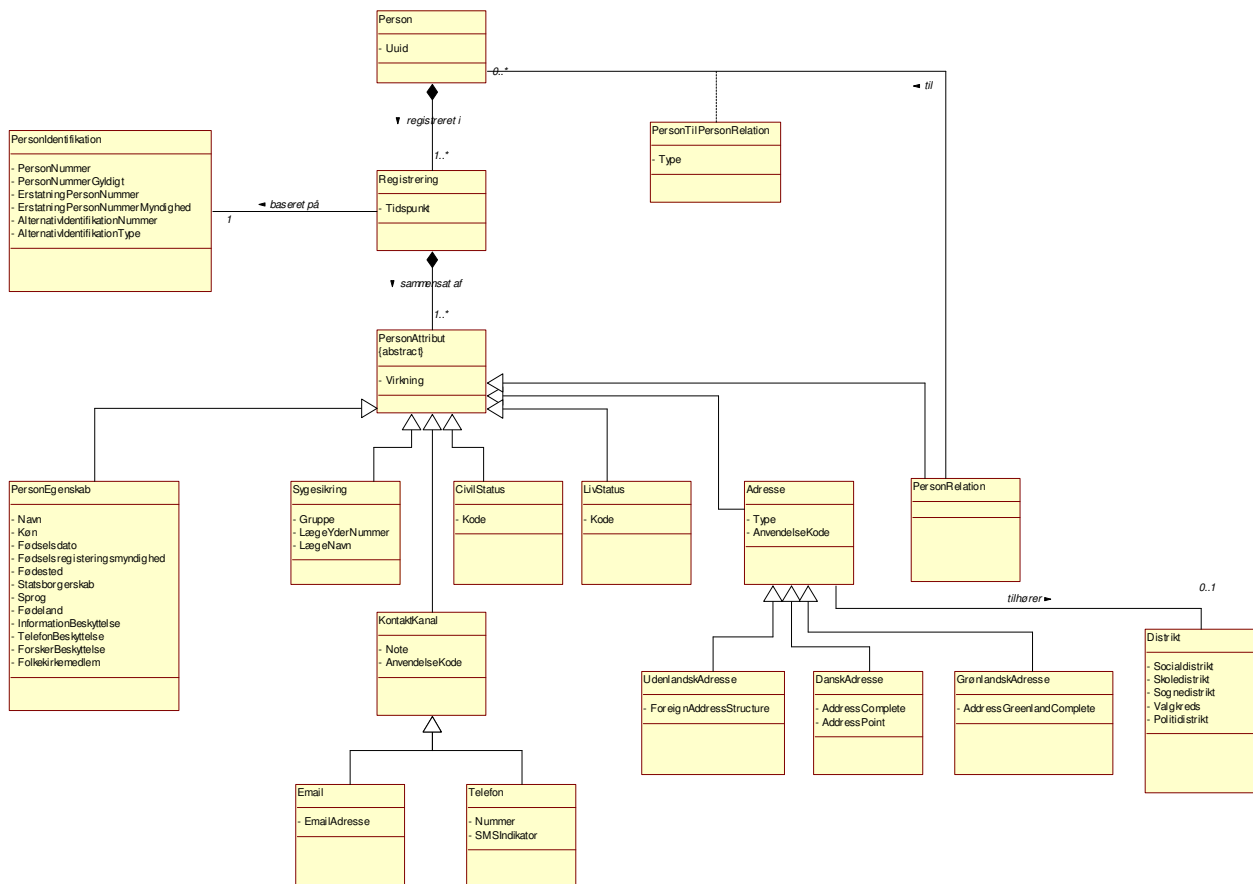 Person
- Uuid
0..*
◄ til
▼ registreret i
1..*
PersonTilPersonRelation
- Type
PersonIdentifikation
- PersonNummer
- PersonNummerGyldigt
- ErstatningPersonNummer
- ErstatningPersonNummerMyndighed
- AlternativIdentifikationNummer
- AlternativIdentifikationType
◄ baseret på
1
Registrering
- Tidspunkt
▼ sammensat af
1..*
PersonAttribut
{abstract}
- Virkning
PersonEgenskab
- Navn
- Køn
- Fødselsdato
- Fødselsregisteringsmyndighed
- Fødested
- Statsborgerskab
- Sprog
- Fødeland
- InformationBeskyttelse
- TelefonBeskyttelse
- ForskerBeskyttelse
- Folkekirkemedlem
Sygesikring
- Gruppe
- LægeYderNummer
- LægeNavn
CivilStatus
- Kode
LivStatus
- Kode
Adresse
- Type
- AnvendelseKode
PersonRelation
tilhører ►
0..1
KontaktKanal
- Note
- AnvendelseKode
UdenlandskAdresse
- ForeignAddressStructure
DanskAdresse
- AddressComplete
- AddressPoint
GrønlandskAdresse
- AddressGreenlandComplete
Distrikt
- Socialdistrikt
- Skoledistrikt
- Sognedistrikt
- Valgkreds
- Politidistrikt
Email
- EmailAdresse
Telefon
- Nummer
- SMSIndikator